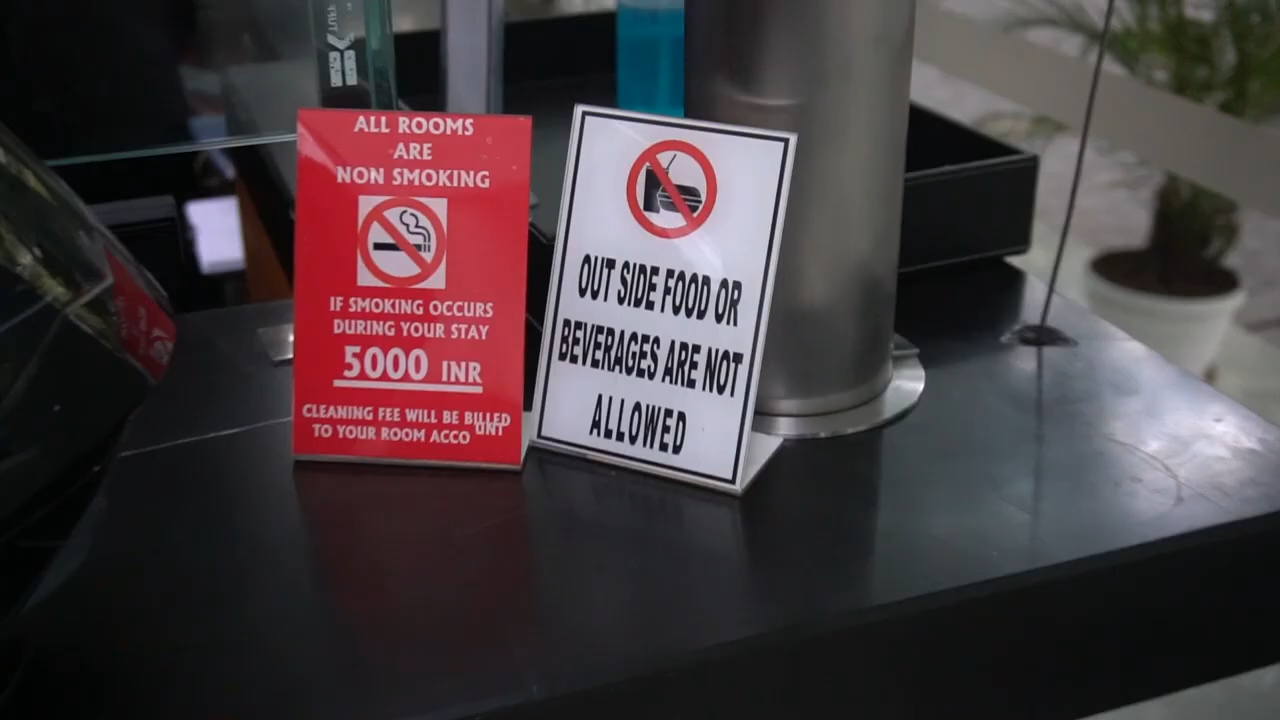 ALL ROOMS
ARE
NON SMOKING
IF SMOKING OCCURS
DURING YOUR STAY
5000 INR
CLEANING FEE WILL BE BILLED
TO YOUR ROOM ACCO UNT
OUT SIDE FOOD OR
BEVERAGES ARE NOT
ALLOWED